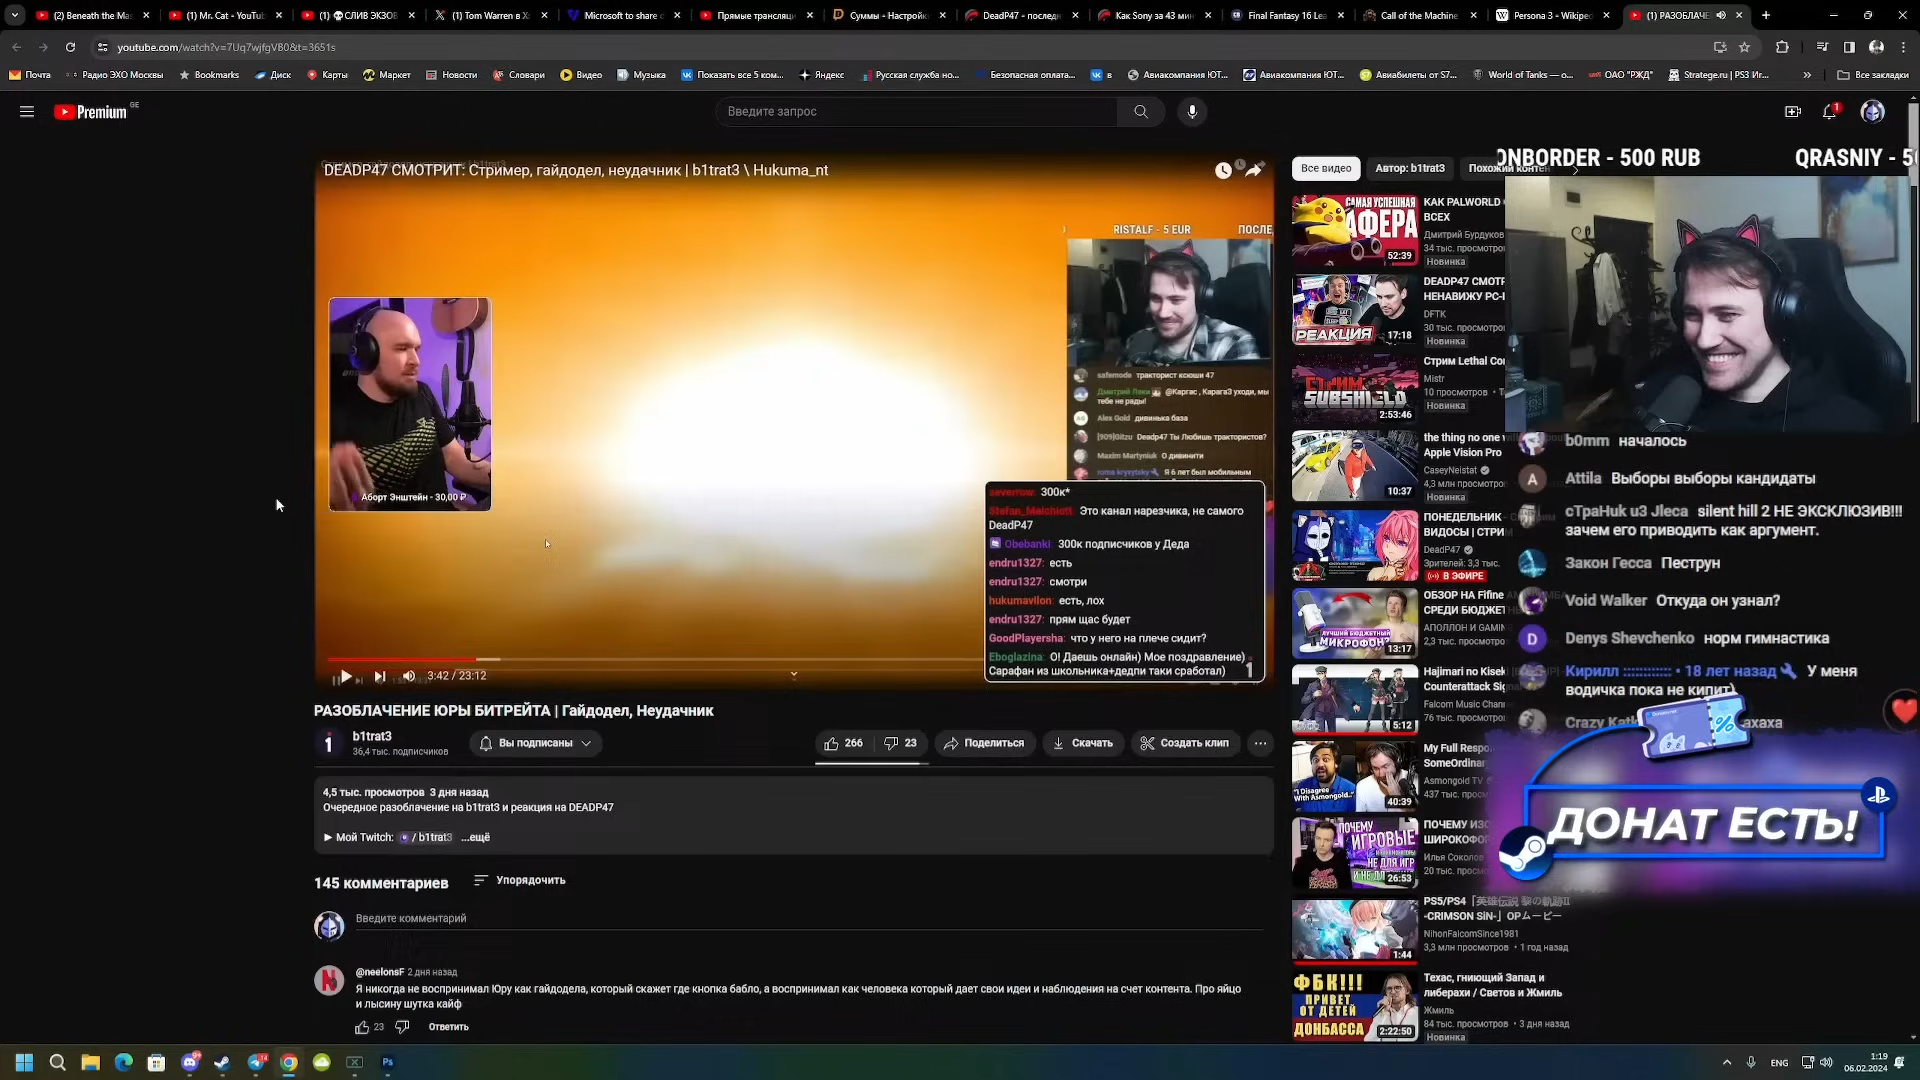 (2) Beneath the Mas
(1) Mr. Cat - YouTub
(1) 💀СЛИВ ЭКЗО
(1) Tom Warren в X:
Microsoft to share
Прямые трансляци
Суммы - Настройк
DeadP47 - послед
Как Sony за 43 мин
Final Fantasy 16 Lea
Call of the Machine
Persona 3 - Wikiped
(1) РАЗОБЛАЧЕ
youtube.com/watch?v=7Uq7wjfgVB0&t=3651s
Почта
Радио ЭХО Москвы
Bookmarks
Диск
Карты
Маркет
Новости
Словари
Видео
Музыка
Показать все 5 ком...
Яндекс
Русская служба но...
Безопасная оплата...
в
Авиакомпания ЮТ...
Авиакомпания ЮТ...
Авиабилеты от S7...
World of Tanks — о...
ОАО "РЖД"
Stratege.ru | PS3 Иг...
Все закладки
Premium GE
Введите запрос
1
DEADP47 СМОТРИТ: Стример, гайдодел, неудачник | b1trat3 \ Hukuma_nt
RISTALF - 5 EUR
ПОСЛЕ
safemode тракторист ксюши 47
@Каргас , Карага3 уходи, мы
тебе не рады!
Alex Gold дивинька база
[909]Gitzu Deadp47 Ты Любишь трактористов?
Maxim Martyniuk О дивинити
roma kryvytsky Я 6 лет был мобильным
Аборт Энштейн - 30,00 ₽
300к*
Stefan_Melchiott Это канал нарезчика, не самого
DeadP47
Obebanki 300к подписчиков у Деда
endru1327: есть
endru1327: смотри
hukumavilon: есть, лох
endru1327: прям щас будет
GoodPlayersha: что у него на плече сидит?
Eboglazina: О! Даешь онлайн) Мое поздравление)
Сарафан из школьника+дедпи таки сработал)
1
3:42 / 23:12
РАЗОБЛАЧЕНИЕ ЮРЫ БИТРЕЙТА | Гайдодел, Неудачник
b1trat3
36,4 тыс. подписчиков
Вы подписаны
266
23
Поделиться
Скачать
Создать клип
4,5 тыс. просмотров 3 дня назад
Очередное разоблачение на b1trat3 и реакция на DEADP47
▶ Мой Twitch: / b1trat3 ...ещё
145 комментариев
Упорядочить
Введите комментарий
@neelonsF 2 дня назад
Я никогда не воспринимал Юру как гайдодела, который скажет где кнопка бабло, а воспринимал как человека который дает свои идеи и наблюдения на счет контента. Про яйцо
и лысину шутка кайф
23
Ответить
Все видео
Автор: b1trat3
Похожий контен
САМАЯ УСПЕШНАЯ
АФЕРА
52:39
КАК PALWORLD
ВСЕХ
Дмитрий Бурдуков
34 тыс. просмотров
Новинка
РЕАКЦИЯ
17:18
DEADP47 СМОТР
НЕНАВИЖУ PC-
DFTK
30 тыс. просмотров
Новинка
СТРИМ
SUBSHIELD
2:53:46
Стрим Lethal Co
Mistr
10 просмотров
Новинка
10:37
the thing no one
Apple Vision Pro
CaseyNeistat
4,3 млн просмотров
Новинка
ПОНЕДЕЛЬНИК
ВИДОСЫ | СТРИ
DeadP47
Зрителей: 3,3 тыс.
В ЭФИРЕ
ЛУЧШИЙ БЮДЖЕТНЫЙ
МИКРОФОН?
13:17
ОБЗОР НА Fifine
СРЕДИ БЮДЖЕТ
АПОЛЛОН И GAMIN
2,3 тыс. просмотров
5:12
Hajimari no Kisek
Counterattack Sig
Falcom Music Chann
76 тыс. просмотров
"I Disagree
With Asmongold..."
40:39
My Full Respo
SomeOrdinar
Asmongold TV
437 тыс. просм
ПОЧЕМУ
ИГРОВЫЕ
НЕ ДЛЯ ИГР
26:53
ПОЧЕМУ ИЗО
ШИРОКОФО
Илья Соколов
20 тыс. просм
1:44
PS5/PS4「英雄伝説 黎の軌跡II
-CRIMSON SiN-」OPムービー
NihonFalcomSince1981
3,3 млн просмотров • 1 год назад
ФБК!!!
ПРИВЕТ
ОТ ДЕТЕЙ
ДОНБАССА
2:22:50
Техас, гниющий Запад и
либерахи / Светов и Жмиль
Жмиль
84 тыс. просмотров • 3 дня назад
Новинка
ONBORDER - 500 RUB
QRASNIY - 50
b0mm началось
Attila Выборы выборы кандидаты
сТраНuk u3 Jleca silent hill 2 НЕ ЭКСКЛЮЗИВ!!!
зачем его приводить как аргумент.
Закон Гесса Пеструн
Void Walker Откуда он узнал?
Denys Shevchenko норм гимнастика
Кирилл :::::::::::: • 18 лет назад У меня
водичка пока не кипит)
Crazy Kat
ахаха
%
ДОНАТ ЕСТЬ!
ENG
1:19
06.02.2024